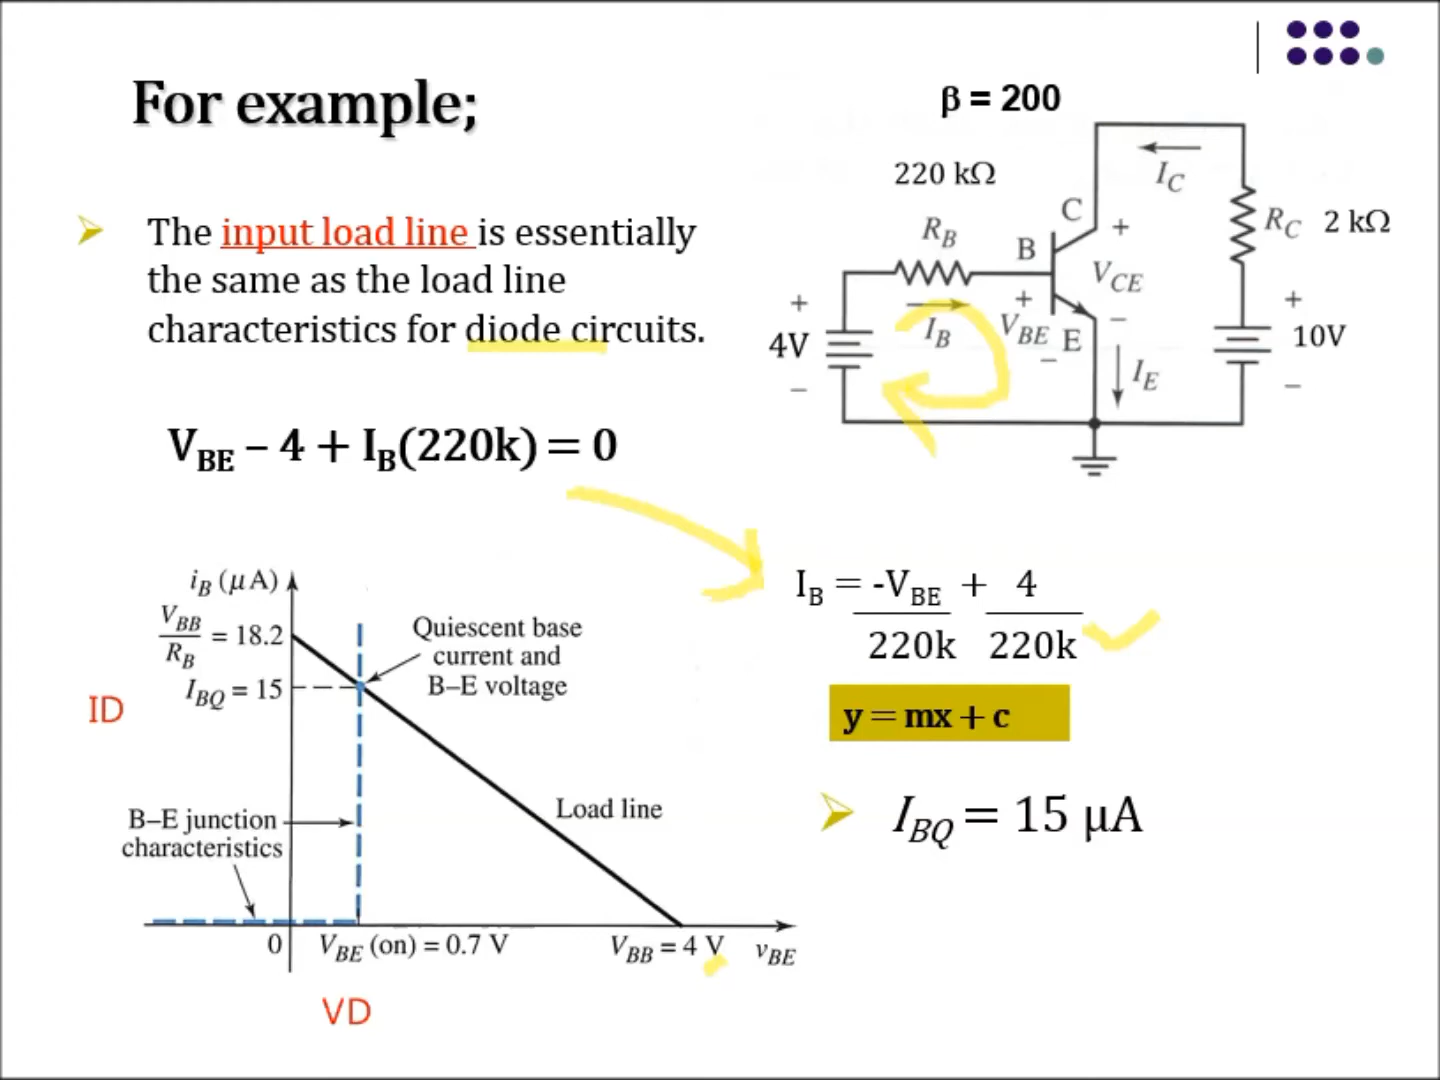 For example;
β = 200
The input load line is essentially
the same as the load line
characteristics for diode circuits.
V_BE – 4 + I_B(220k) = 0
220 kΩ
R_B
I_C
C
B
E
+
V_CE
–
R_C 2 kΩ
+
4V
–
I_B
+
V_BE
–
I_E
+
10V
–
I_B = -V_BE + 4
220k 220k
y = mx + c
I_BQ = 15 μA
i_B (μA)
V_BB
R_B
= 18.2
I_BQ = 15
ID
Quiescent base
current and
B–E voltage
B–E junction
characteristics
Load line
0
V_BE (on) = 0.7 V
V_BB = 4 V
v_BE
VD